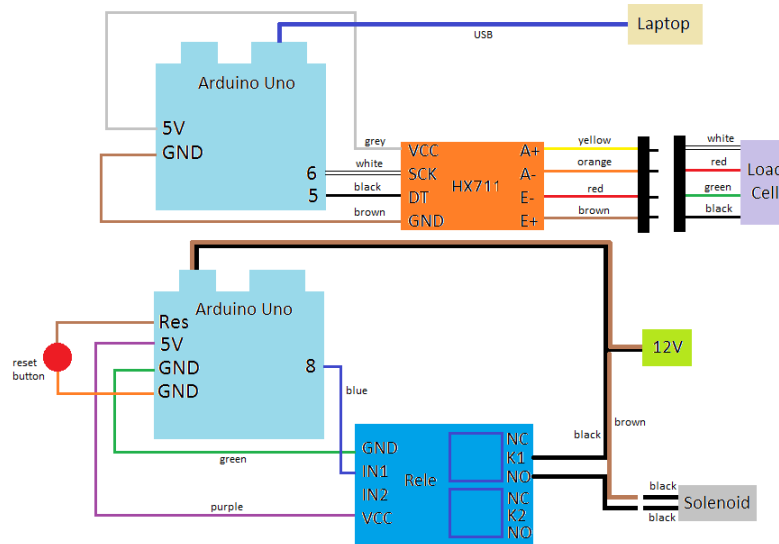 USB
Laptop
Arduino Uno
5V
GND
6
5
grey
white
black
brown
VCC
SCK
DT
GND
HX711
A+
A-
E-
E+
yellow
orange
red
brown
white
red
green
black
Load
Cell
Arduino Uno
Res
5V
GND
GND
8
reset
button
blue
green
purple
GND
IN1
IN2
VCC
Rele
NC
K1
NO
NC
K2
NO
black
brown
12V
black
black
Solenoid